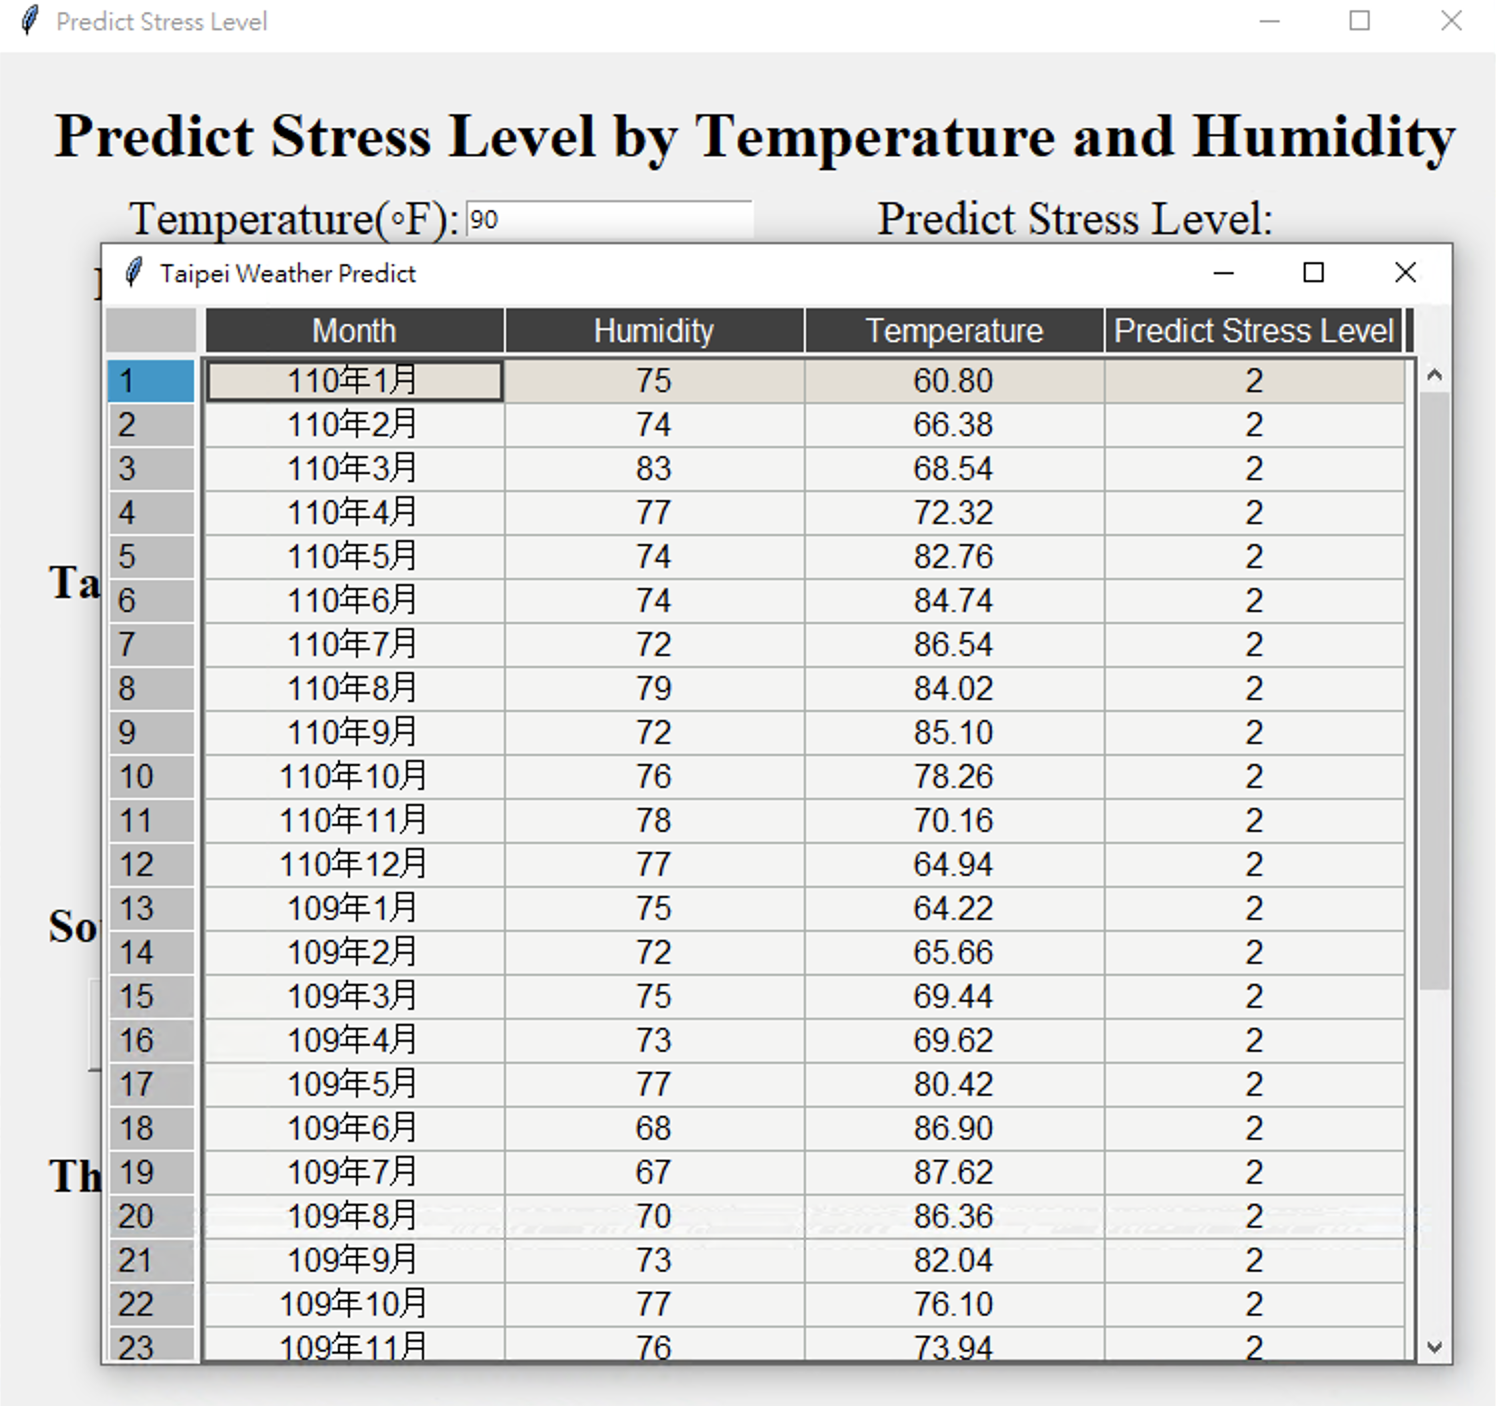 Predict Stress Level
Predict Stress Level by Temperature and Humidity
Temperature(∘F): 90 Predict Stress Level:
Taipei Weather Predict
Month Humidity Temperature Predict Stress Level
1 110年1月 75 60.80 2
2 110年2月 74 66.38 2
3 110年3月 83 68.54 2
4 110年4月 77 72.32 2
5 110年5月 74 82.76 2
6 110年6月 74 84.74 2
7 110年7月 72 86.54 2
8 110年8月 79 84.02 2
9 110年9月 72 85.10 2
10 110年10月 76 78.26 2
11 110年11月 78 70.16 2
12 110年12月 77 64.94 2
13 109年1月 75 64.22 2
14 109年2月 72 65.66 2
15 109年3月 75 69.44 2
16 109年4月 73 69.62 2
17 109年5月 77 80.42 2
18 109年6月 68 86.90 2
19 109年7月 67 87.62 2
20 109年8月 70 86.36 2
21 109年9月 73 82.04 2
22 109年10月 77 76.10 2
23 109年11月 76 73.94 2